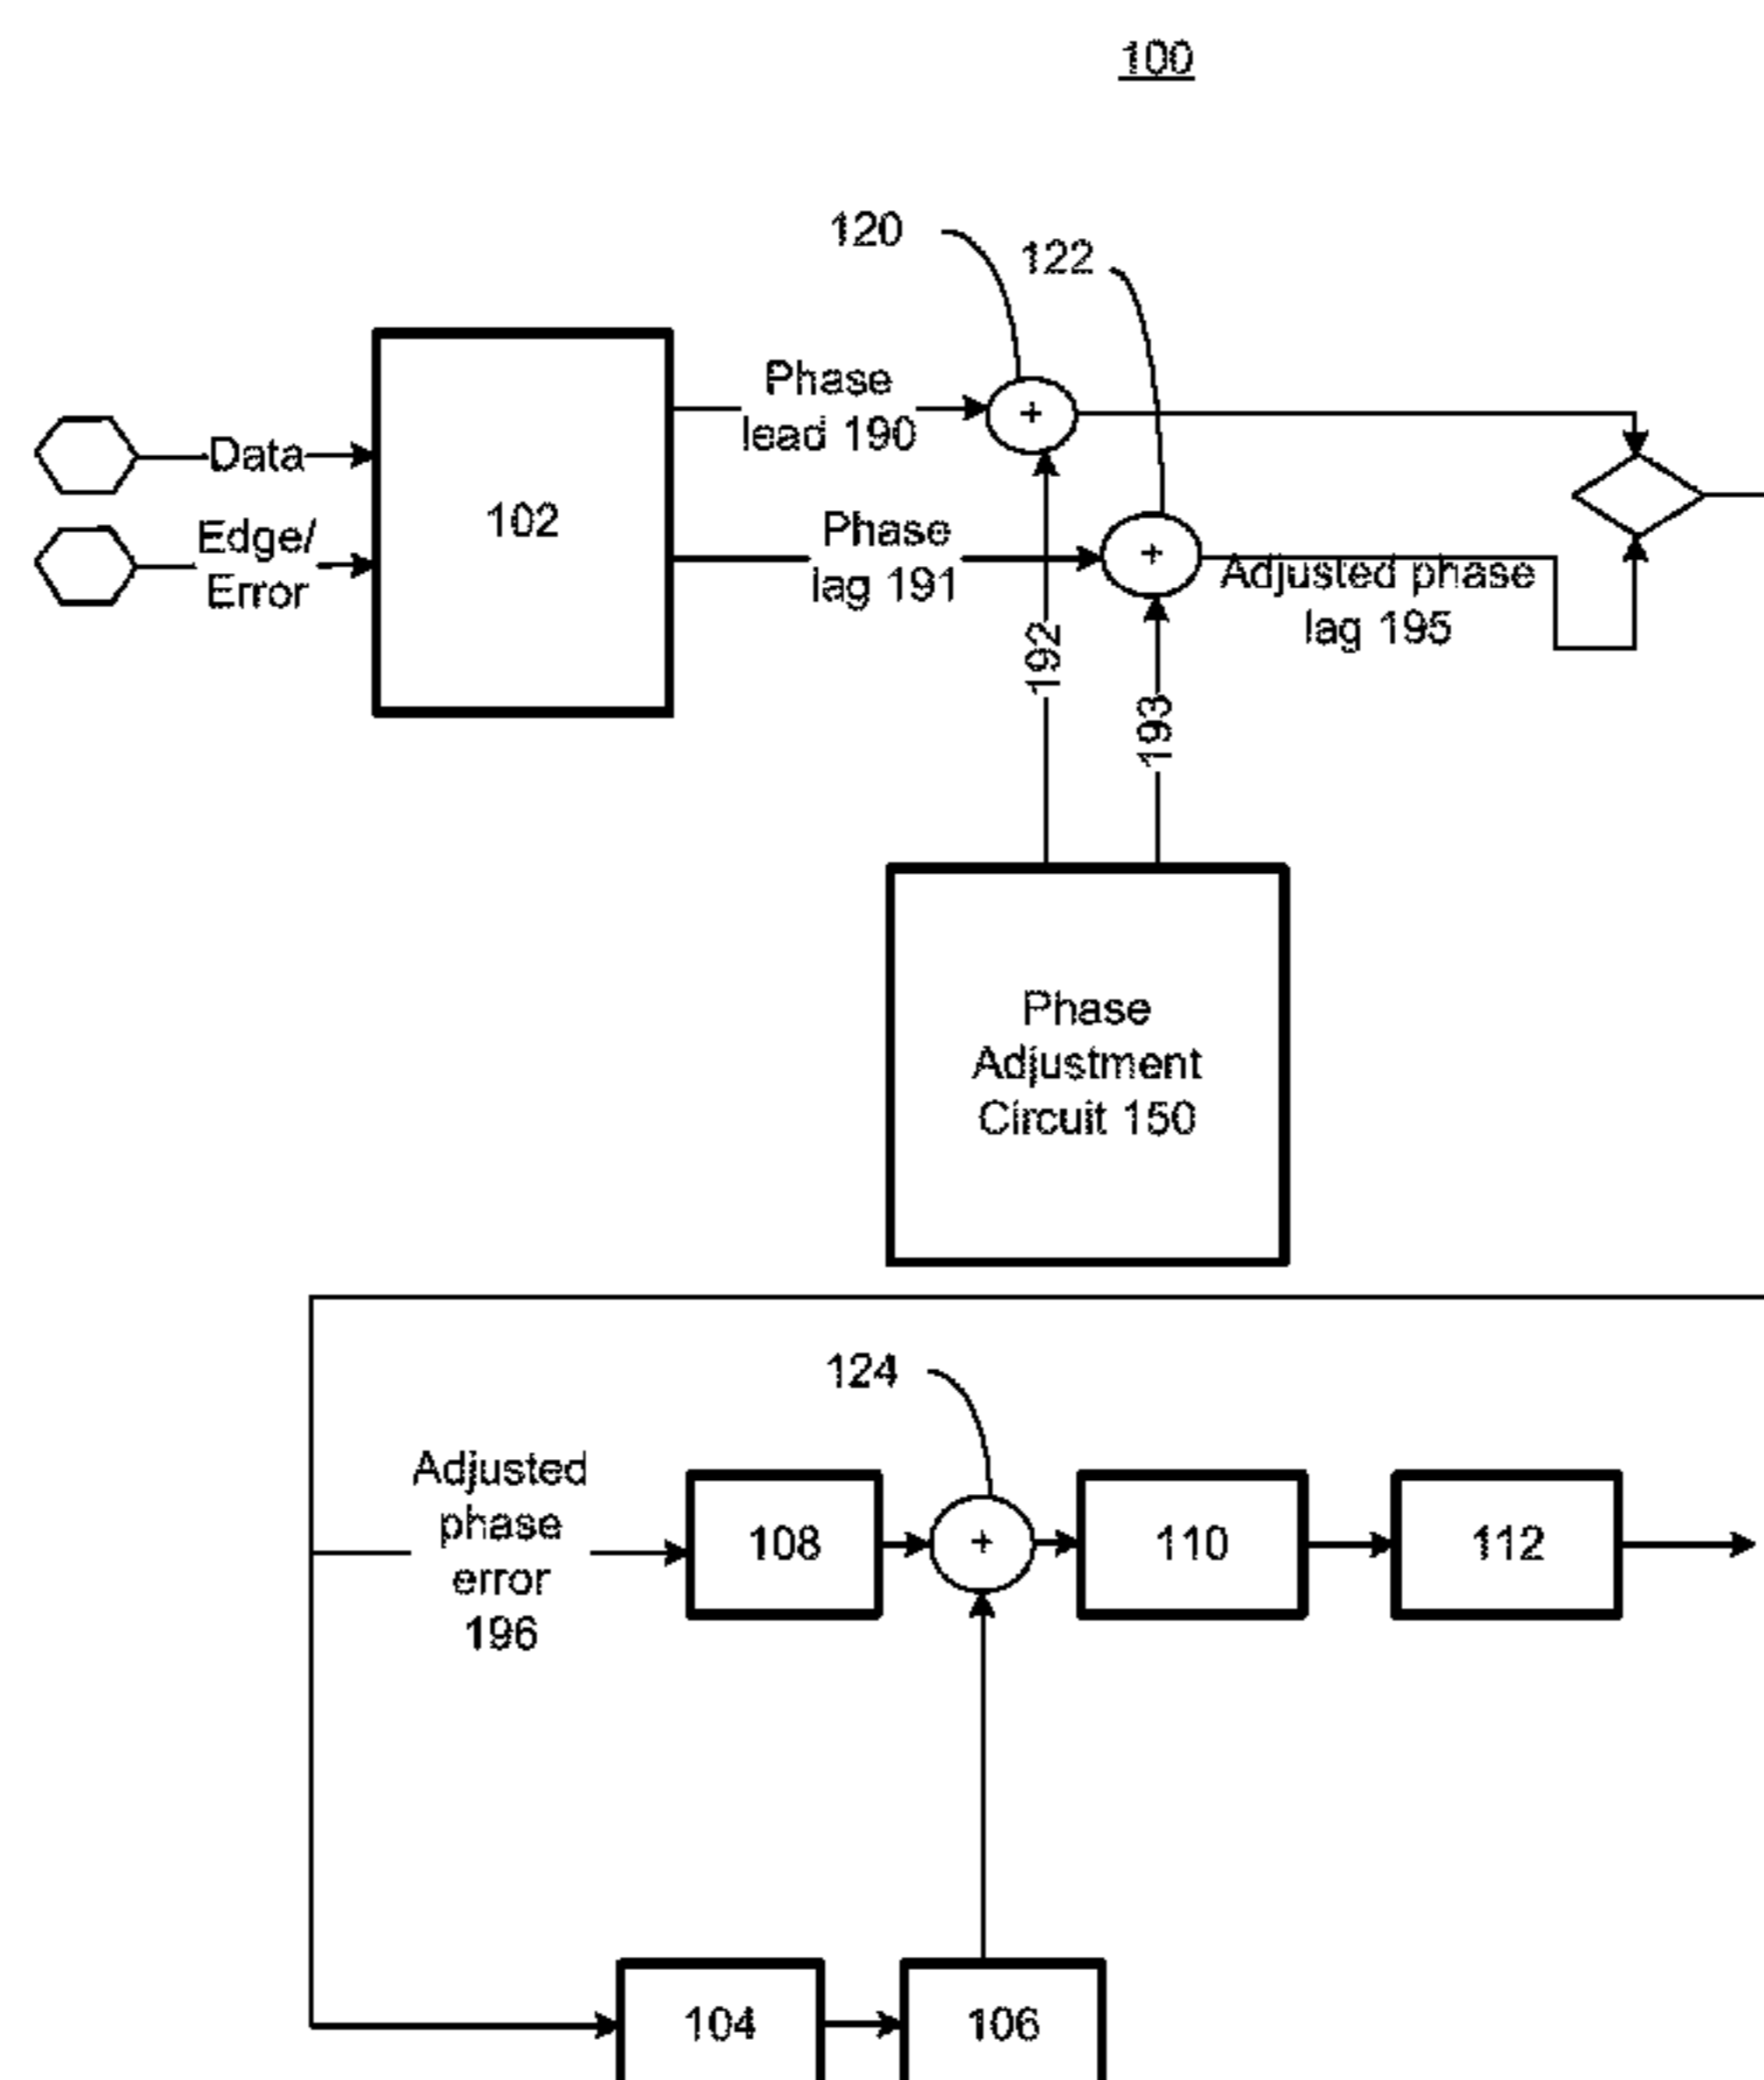 100
120
122
Phase
lead 190
Data
102
Edge/
Error
Phase
lag 191
Adjusted phase
lag 195
192
193
Phase
Adjustment
Circuit 150
124
Adjusted
phase
error
196
108
110
112
104
106
+
+
+